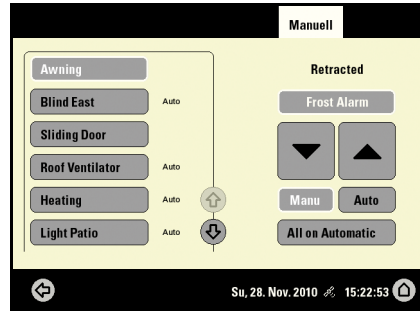 Manuell
Awning
Retracted
Blind East Auto
Frost Alarm
Sliding Door
Roof Ventilator Auto
Heating Auto
Manu Auto
Light Patio Auto
All on Automatic
Su, 28. Nov. 2010 15:22:53